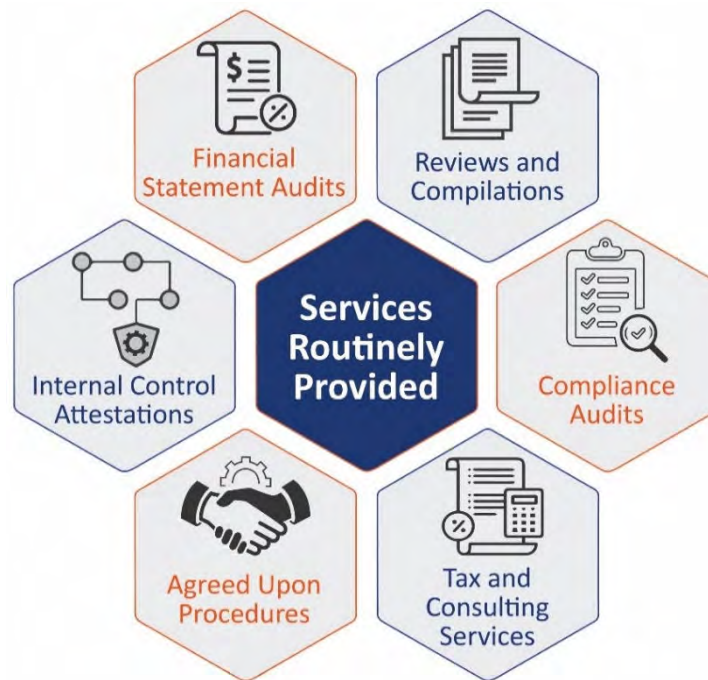 Financial
Statement Audits
Reviews and
Compilations
Internal Control
Attestations
Services
Routinely
Provided
Compliance
Audits
Agreed Upon
Procedures
Tax and
Consulting
Services